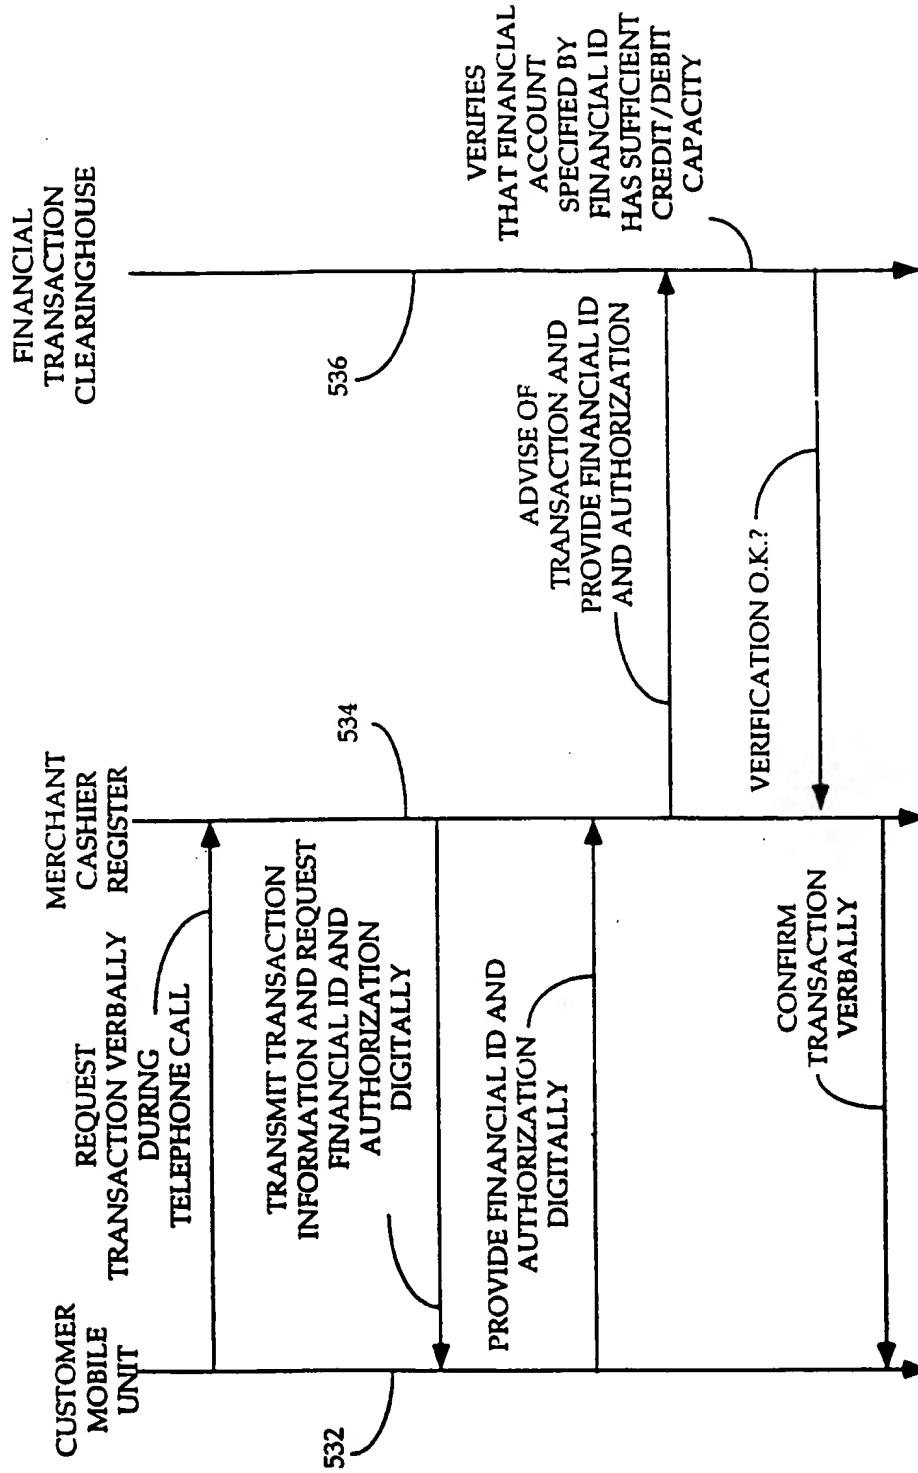 CUSTOMER
MOBILE
UNIT
MERCHANT
CASHIER
REGISTER
FINANCIAL
TRANSACTION
CLEARINGHOUSE
REQUEST
TRANSACTION VERBALLY
DURING
TELEPHONE CALL
532
534
536
TRANSMIT TRANSACTION
INFORMATION AND REQUEST
FINANCIAL ID AND
AUTHORIZATION
DIGITALLY
PROVIDE FINANCIAL ID AND
AUTHORIZATION
DIGITALLY
ADVISE OF
TRANSACTION AND
PROVIDE FINANCIAL ID
AND AUTHORIZATION
VERIFIES
THAT FINANCIAL
ACCOUNT
SPECIFIED BY
FINANCIAL ID
HAS SUFFICIENT
CREDIT/DEBIT
CAPACITY
VERIFICATION O.K.?
CONFIRM
TRANSACTION
VERBALLY